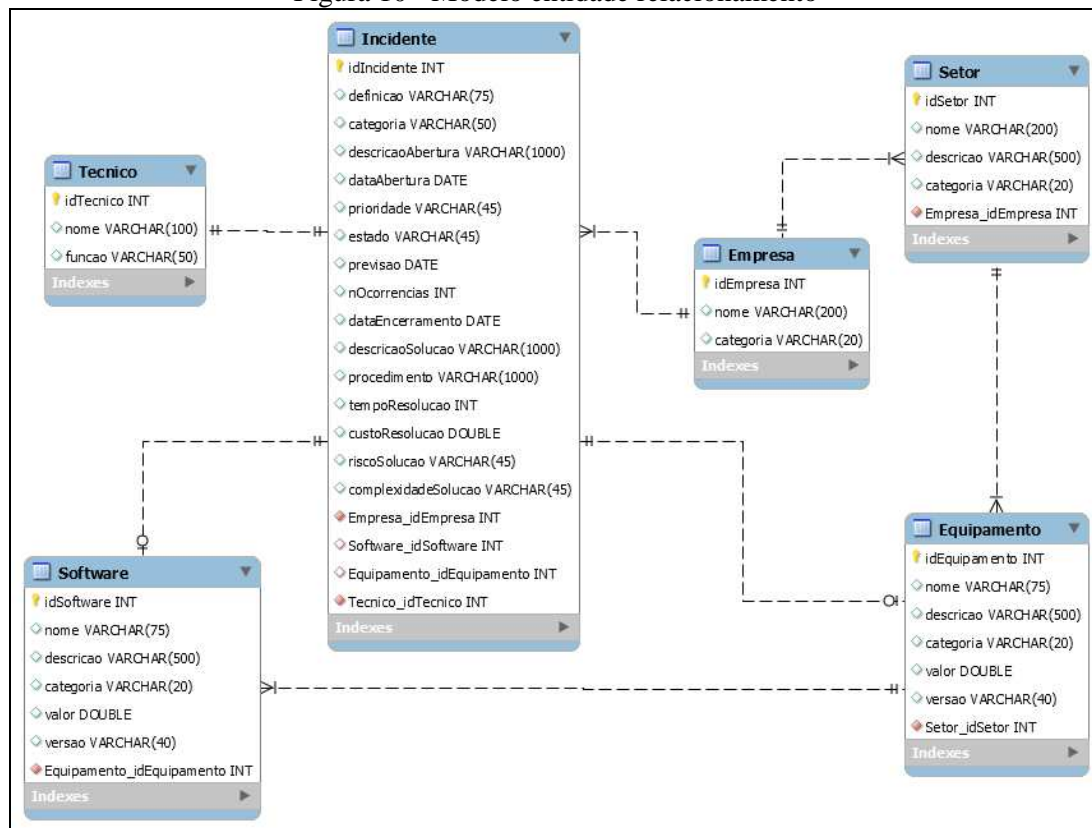 Figura 16 - Modelo entidade relacionamento
Incidente
idIncidente INT
definicao VARCHAR(75)
categoria VARCHAR(50)
descricaoAbertura VARCHAR(1000)
dataAbertura DATE
prioridade VARCHAR(45)
estado VARCHAR(45)
previsao DATE
nOcorrencias INT
dataEncerramento DATE
descricaoSolucao VARCHAR(1000)
procedimento VARCHAR(1000)
tempoResolucao INT
custoResolucao DOUBLE
riscoSolucao VARCHAR(45)
complexidadeSolucao VARCHAR(45)
Empresa_idEmpresa INT
Software_idSoftware INT
Equipamento_idEquipamento INT
Tecnico_idTecnico INT
Indexes
Setor
idSetor INT
nome VARCHAR(200)
descricao VARCHAR(500)
categoria VARCHAR(20)
Empresa_idEmpresa INT
Indexes
Tecnico
idTecnico INT
nome VARCHAR(100)
funcao VARCHAR(50)
Indexes
Empresa
idEmpresa INT
nome VARCHAR(200)
categoria VARCHAR(20)
Indexes
Software
idSoftware INT
nome VARCHAR(75)
descricao VARCHAR(500)
categoria VARCHAR(20)
valor DOUBLE
versao VARCHAR(40)
Equipamento_idEquipamento INT
Indexes
Equipamento
idEquipamento INT
nome VARCHAR(75)
descricao VARCHAR(500)
categoria VARCHAR(20)
valor DOUBLE
versao VARCHAR(40)
Setor_idSetor INT
Indexes